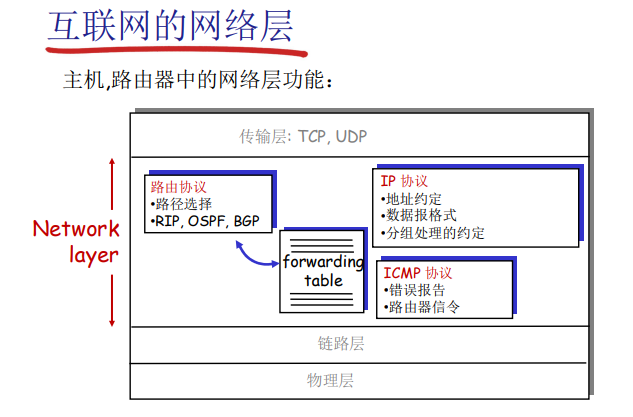 互联网的网络层
主机,路由器中的网络层功能：
传输层: TCP, UDP
Network
layer
路由协议
•路径选择
•RIP, OSPF, BGP
forwarding
table
IP 协议
•地址约定
•数据报格式
•分组处理的约定
ICMP 协议
•错误报告
•路由器信令
链路层
物理层